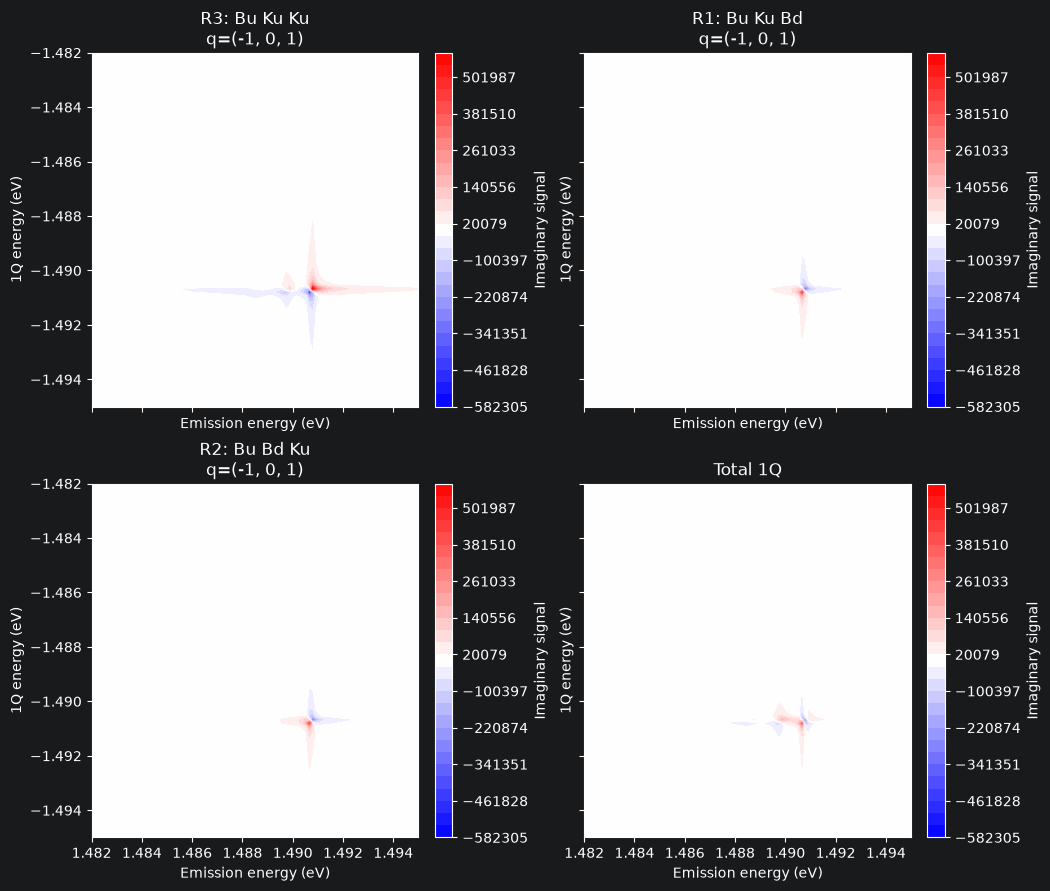 R3: Bu Ku Ku
q=(-1, 0, 1)
−1.482
−1.484
−1.486
−1.488
−1.490
−1.492
−1.494
1Q energy (eV)
Emission energy (eV)
501987
381510
261033
140556
20079
−100397
−220874
−341351
−461828
−582305
Imaginary signal
R1: Bu Ku Bd
q=(-1, 0, 1)
1Q energy (eV)
Emission energy (eV)
501987
381510
261033
140556
20079
−100397
−220874
−341351
−461828
−582305
Imaginary signal
R2: Bu Bd Ku
q=(-1, 0, 1)
−1.482
−1.484
−1.486
−1.488
−1.490
−1.492
−1.494
1Q energy (eV)
1.482 1.484 1.486 1.488 1.490 1.492 1.494
Emission energy (eV)
501987
381510
261033
140556
20079
−100397
−220874
−341351
−461828
−582305
Imaginary signal
Total 1Q
1Q energy (eV)
1.482 1.484 1.486 1.488 1.490 1.492 1.494
Emission energy (eV)
501987
381510
261033
140556
20079
−100397
−220874
−341351
−461828
−582305
Imaginary signal